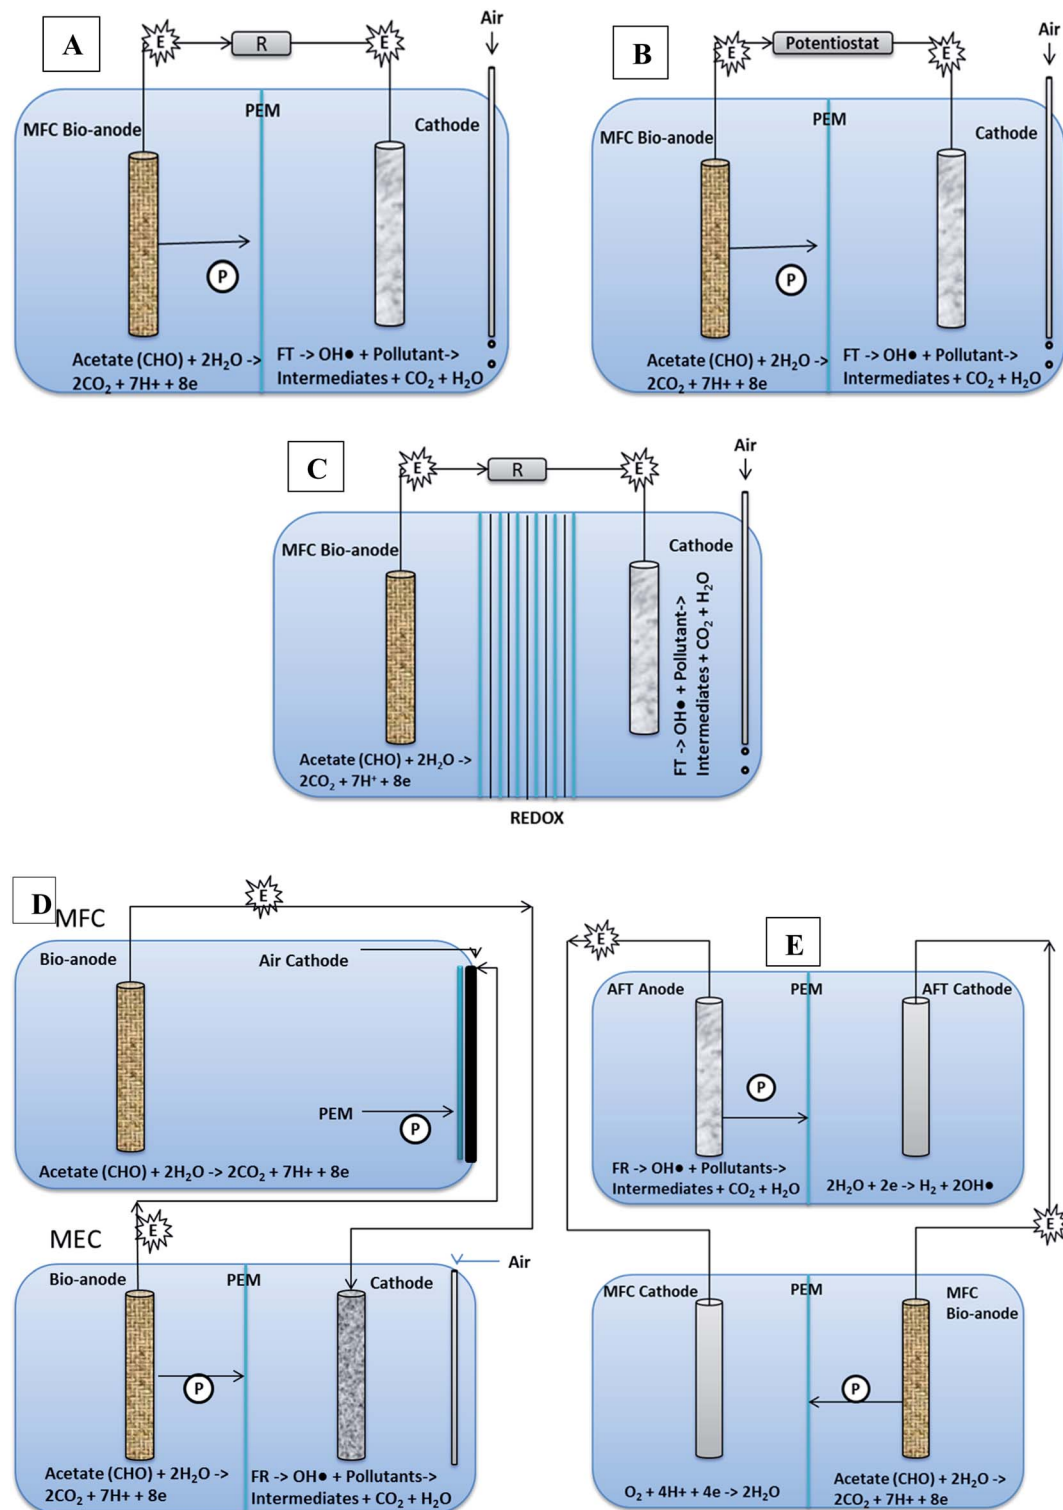 A
E
R
E
Air
MFC Bio-anode
PEM
Cathode
P
Acetate (CHO) + 2H₂O ->
2CO₂ + 7H+ + 8e
FT -> OH● + Pollutant->
Intermediates + CO₂ + H₂O
B
E
Potentiostat
E
Air
MFC Bio-anode
PEM
Cathode
P
Acetate (CHO) + 2H₂O ->
2CO₂ + 7H+ + 8e
FT -> OH● + Pollutant->
Intermediates + CO₂ + H₂O
C
E
R
E
Air
MFC Bio-anode
Cathode
FT -> OH● + Pollutant->
Intermediates + CO₂ + H₂O
Acetate (CHO) + 2H₂O ->
2CO₂ + 7H⁺ + 8e
REDOX
D
MFC
E
Bio-anode
Air Cathode
PEM
P
Acetate (CHO) + 2H₂O -> 2CO₂ + 7H+ + 8e
MEC
E
Bio-anode
PEM
Cathode
Air
P
Acetate (CHO) + 2H₂O ->
2CO₂ + 7H+ + 8e
FR -> OH● + Pollutants->
Intermediates + CO₂ + H₂O
E
E
AFT Anode
PEM
AFT Cathode
P
FR -> OH● + Pollutants->
Intermediates + CO₂ + H₂O
2H₂O + 2e -> H₂ + 2OH●
E
MFC Cathode
PEM
MFC
Bio-anode
P
O₂ + 4H+ + 4e -> 2H₂O
Acetate (CHO) + 2H₂O ->
2CO₂ + 7H+ + 8e